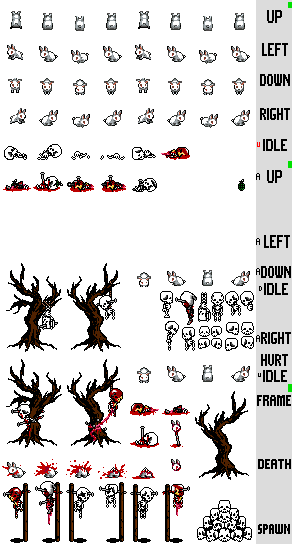 UP
LEFT
DOWN
RIGHT
U IDLE
A UP
A LEFT
A DOWN
D IDLE
A RIGHT
HURT
U IDLE
FRAME
DEATH
SPAWN